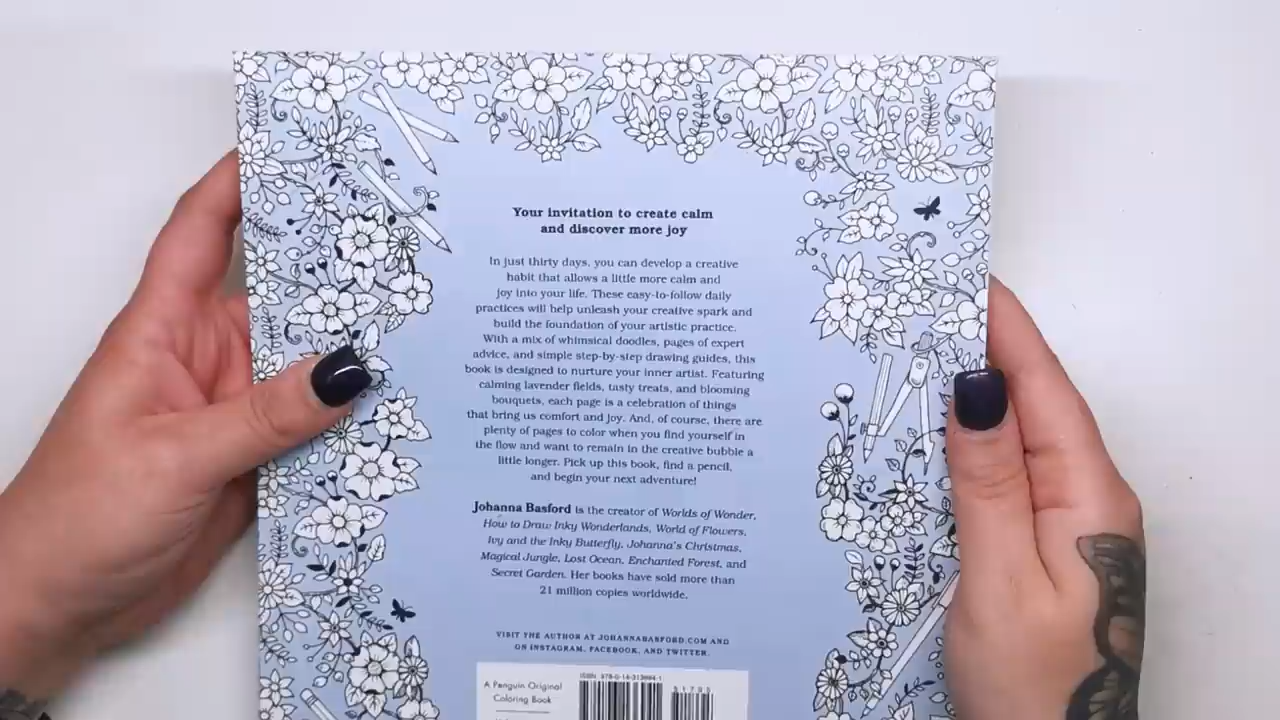 Your invitation to create calm
and discover more joy
In just thirty days, you can develop a creative
habit that allows a little more calm and
joy into your life. These easy-to-follow daily
practices will help unleash your creative spark and
build the foundation of your artistic practice.
With a mix of whimsical doodles, pages of expert
advice, and simple step-by-step drawing guides, this
book is designed to nurture your inner artist. Featuring
calming lavender fields, tasty treats, and blooming
bouquets, each page is a celebration of things
that bring us comfort and joy. And, of course, there are
plenty of pages to color when you find yourself in
the flow and want to remain in the creative bubble a
little longer. Pick up this book, find a pencil,
and begin your next adventure!
Johanna Basford is the creator of Worlds of Wonder,
How to Draw Inky Wonderlands, World of Flowers,
Ivy and the Inky Butterfly, Johanna's Christmas,
Magical Jungle, Lost Ocean, Enchanted Forest, and
Secret Garden. Her books have sold more than
21 million copies worldwide.
VISIT THE AUTHOR AT JOHANNABASFORD.COM AND
ON INSTAGRAM, FACEBOOK, AND TWITTER.
A Penguin Original
Coloring Book
ISBN